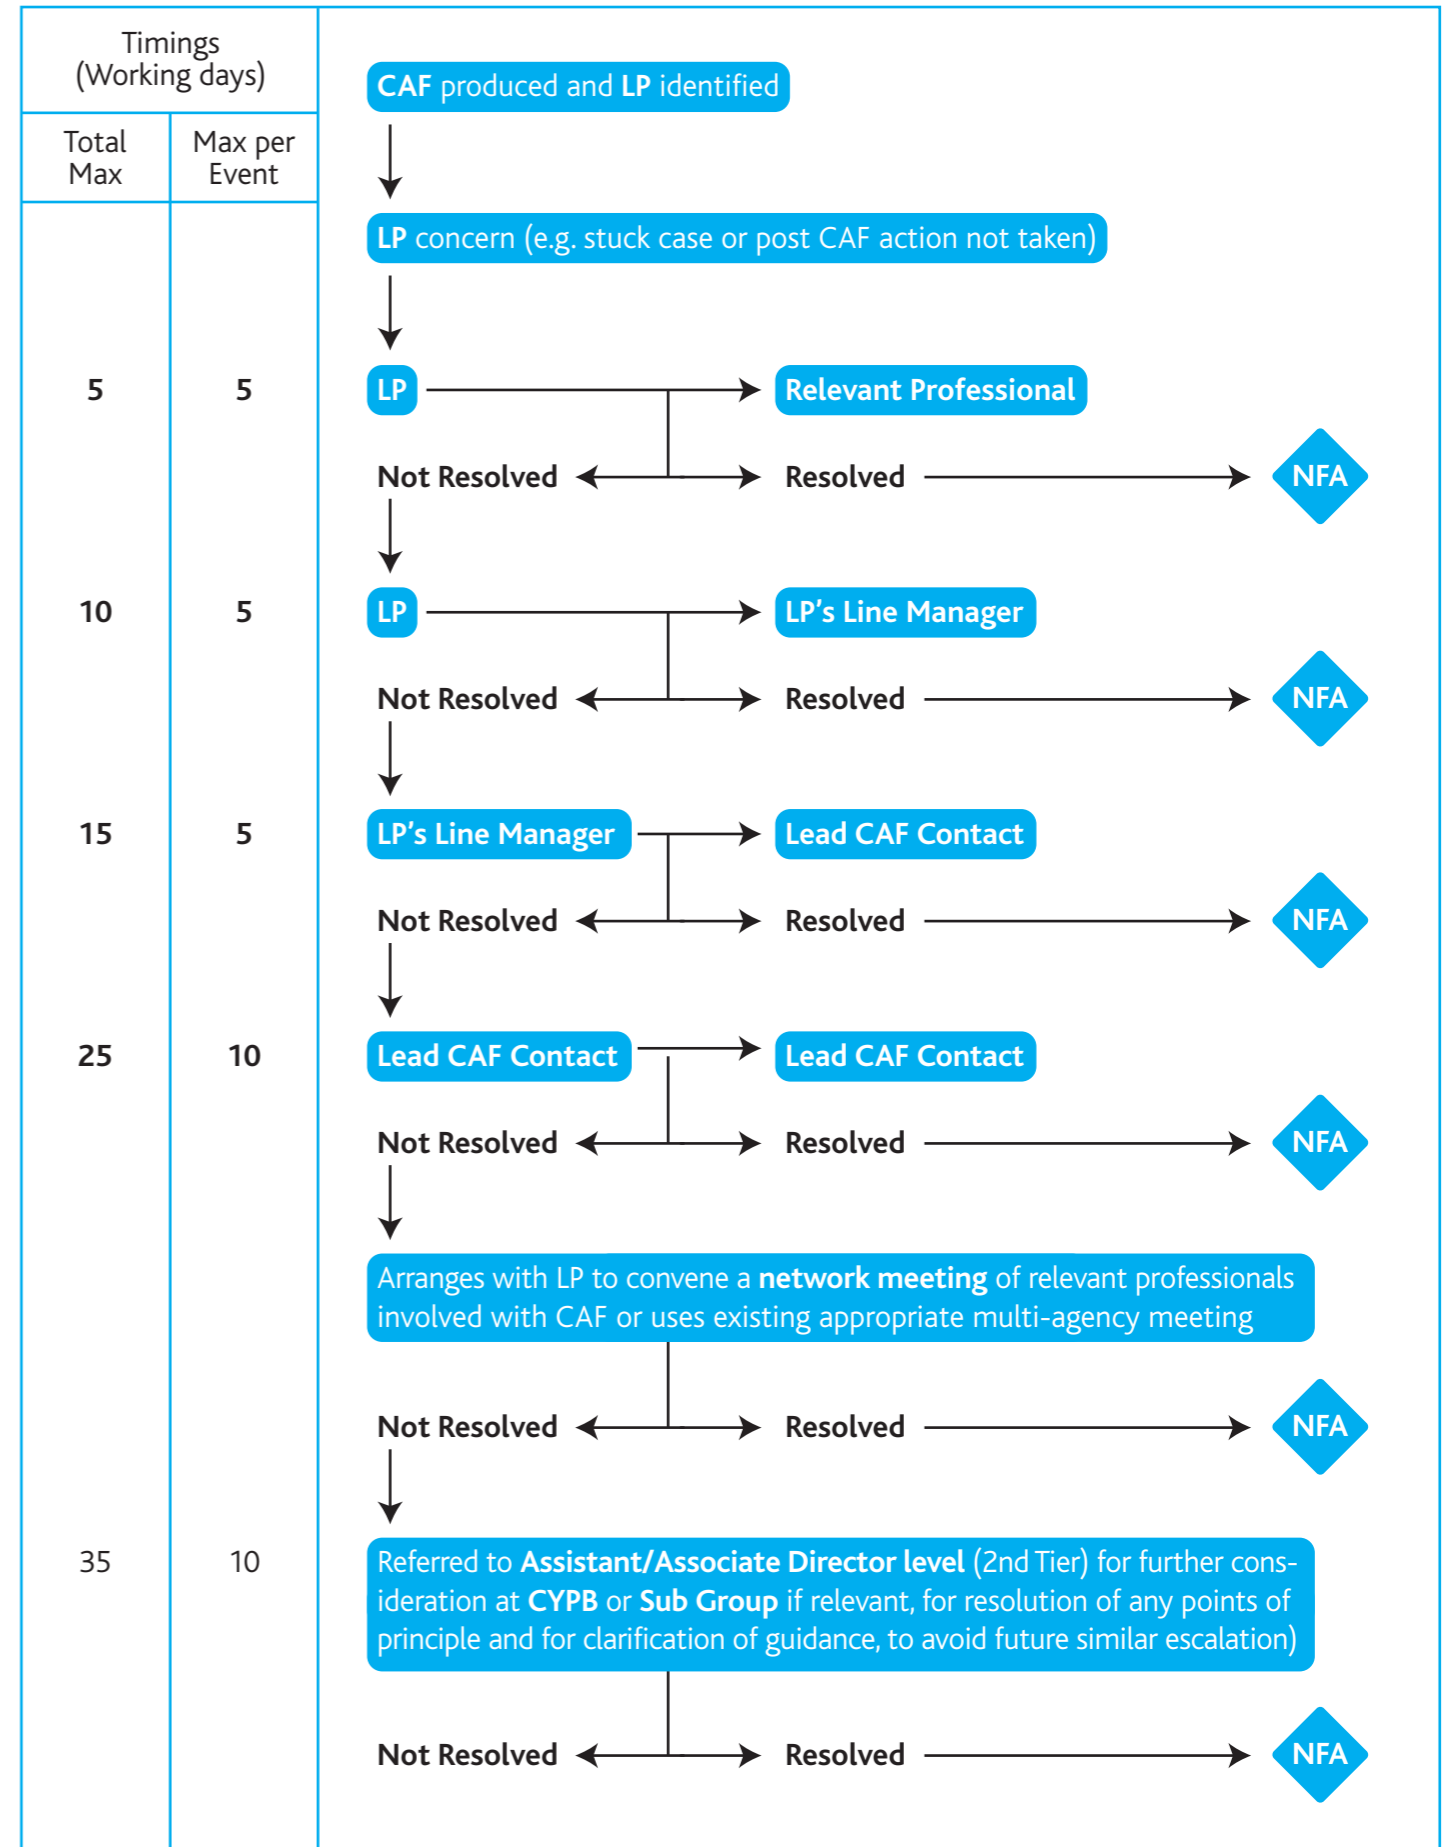 Timings
(Working days)
Total
Max
Max per
Event
CAF produced and LP identified
LP concern (e.g. stuck case or post CAF action not taken)
5
5
LP
Relevant Professional
Not Resolved
Resolved
NFA
10
5
LP
LP's Line Manager
Not Resolved
Resolved
NFA
15
5
LP's Line Manager
Lead CAF Contact
Not Resolved
Resolved
NFA
25
10
Lead CAF Contact
Lead CAF Contact
Not Resolved
Resolved
NFA
Arranges with LP to convene a network meeting of relevant professionals
involved with CAF or uses existing appropriate multi-agency meeting
Not Resolved
Resolved
NFA
35
10
Referred to Assistant/Associate Director level (2nd Tier) for further cons-
ideration at CYPB or Sub Group if relevant, for resolution of any points of
principle and for clarification of guidance, to avoid future similar escalation)
Not Resolved
Resolved
NFA